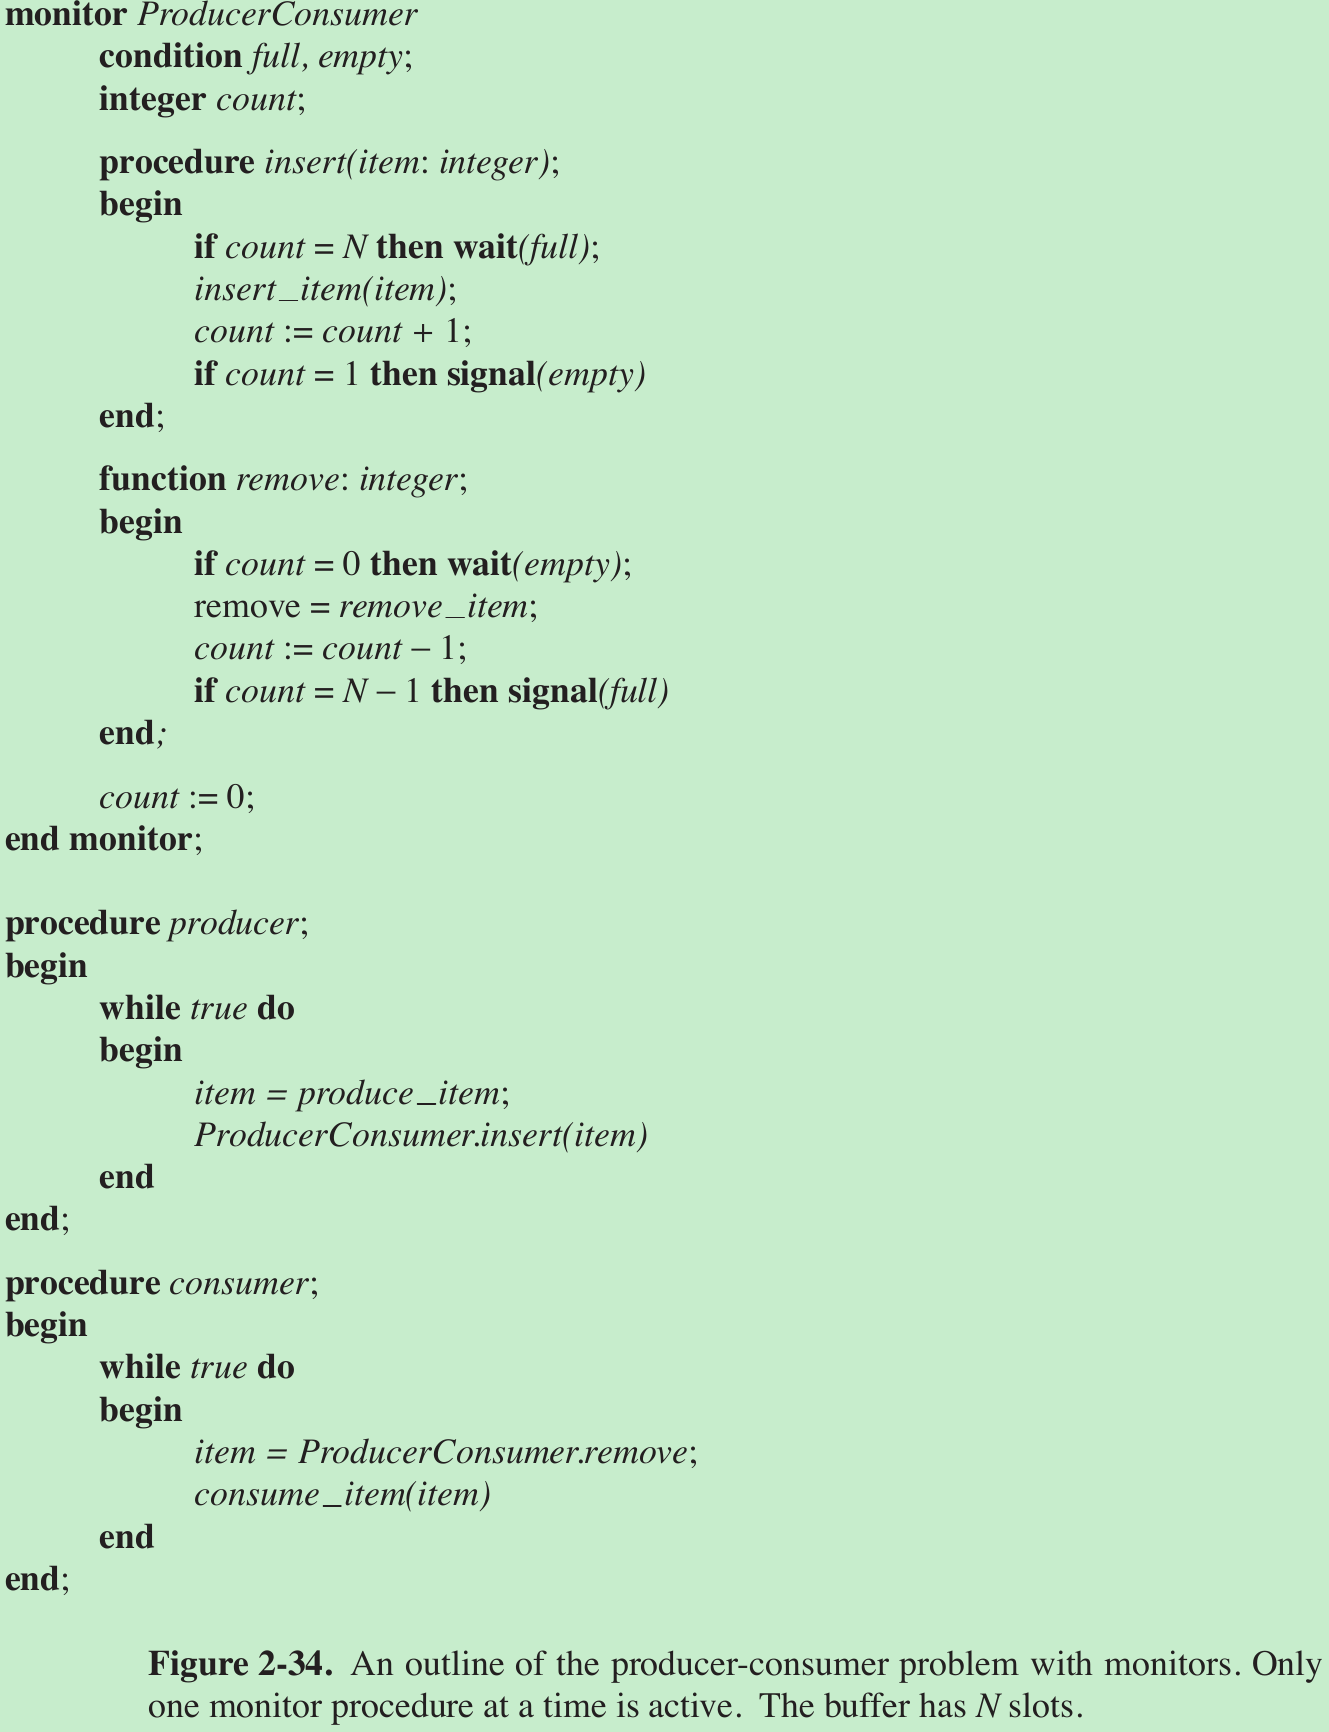 monitor ProducerConsumer
condition full, empty;
integer count;
procedure insert(item: integer);
begin
if count = N then wait(full);
insert_item(item);
count := count + 1;
if count = 1 then signal(empty)
end;
function remove: integer;
begin
if count = 0 then wait(empty);
remove = remove_item;
count := count − 1;
if count = N − 1 then signal(full)
end;
count := 0;
end monitor;
procedure producer;
begin
while true do
begin
item = produce_item;
ProducerConsumer.insert(item)
end
end;
procedure consumer;
begin
while true do
begin
item = ProducerConsumer.remove;
consume_item(item)
end
end;
Figure 2-34. An outline of the producer-consumer problem with monitors. Only
one monitor procedure at a time is active. The buffer has N slots.